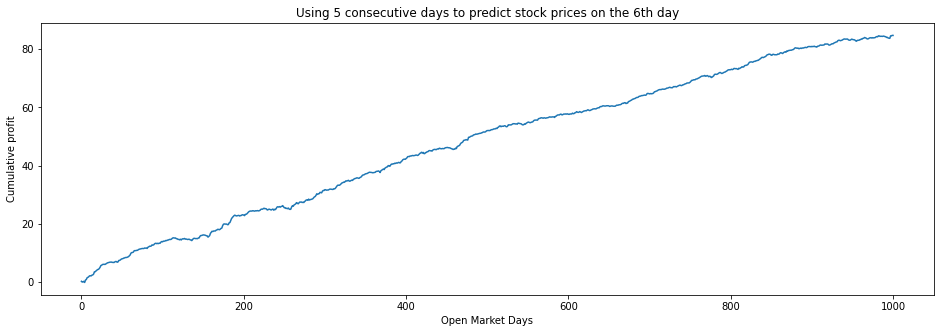 Using 5 consecutive days to predict stock prices on the 6th day
80
60
40
20
0
Cumulative profit
0 200 400 600 800 1000
Open Market Days